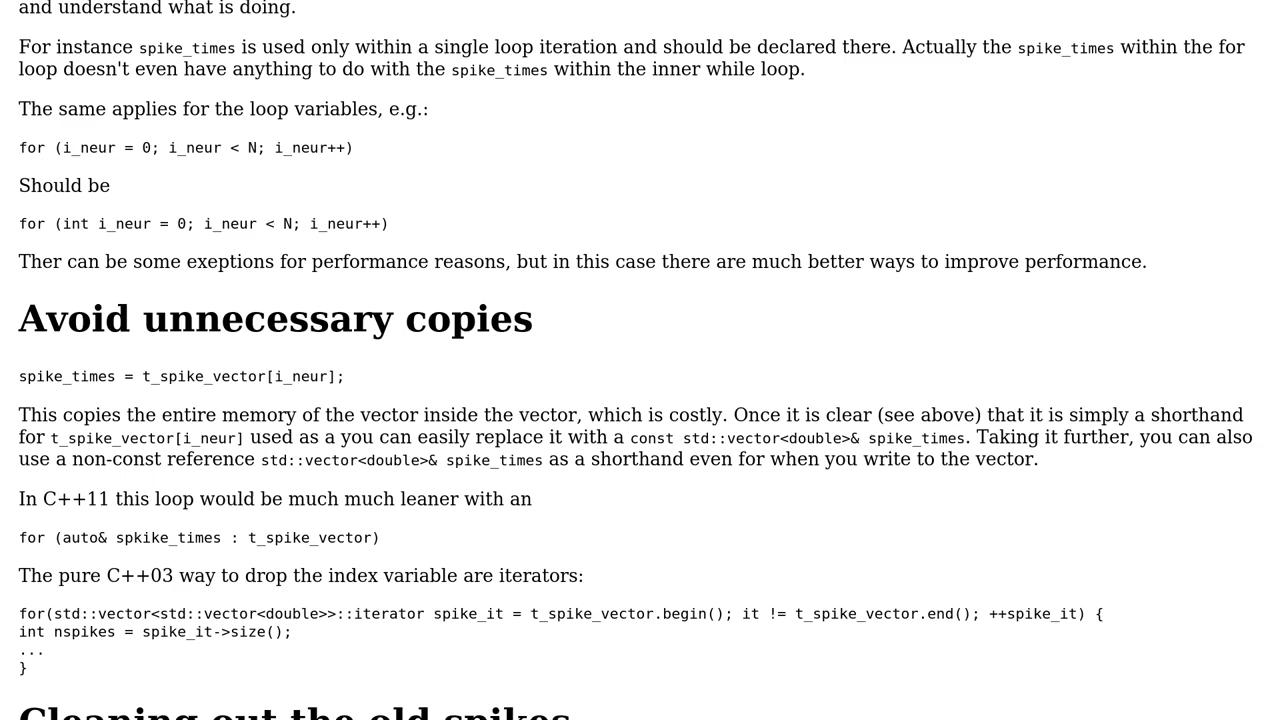 and understand what is doing.
For instance spike_times is used only within a single loop iteration and should be declared there. Actually the spike_times within the for
loop doesn't even have anything to do with the spike_times within the inner while loop.
The same applies for the loop variables, e.g.:
for (i_neur = 0; i_neur < N; i_neur++)
Should be
for (int i_neur = 0; i_neur < N; i_neur++)
Ther can be some exeptions for performance reasons, but in this case there are much better ways to improve performance.
Avoid unnecessary copies
spike_times = t_spike_vector[i_neur];
This copies the entire memory of the vector inside the vector, which is costly. Once it is clear (see above) that it is simply a shorthand
for t_spike_vector[i_neur] used as a you can easily replace it with a const std::vector<double>& spike_times. Taking it further, you can also
use a non-const reference std::vector<double>& spike_times as a shorthand even for when you write to the vector.
In C++11 this loop would be much much leaner with an
for (auto& spkike_times : t_spike_vector)
The pure C++03 way to drop the index variable are iterators:
for(std::vector<std::vector<double>>::iterator spike_it = t_spike_vector.begin(); it != t_spike_vector.end(); ++spike_it) {
int nspikes = spike_it->size();
...
}
Cleaning out the old spikes